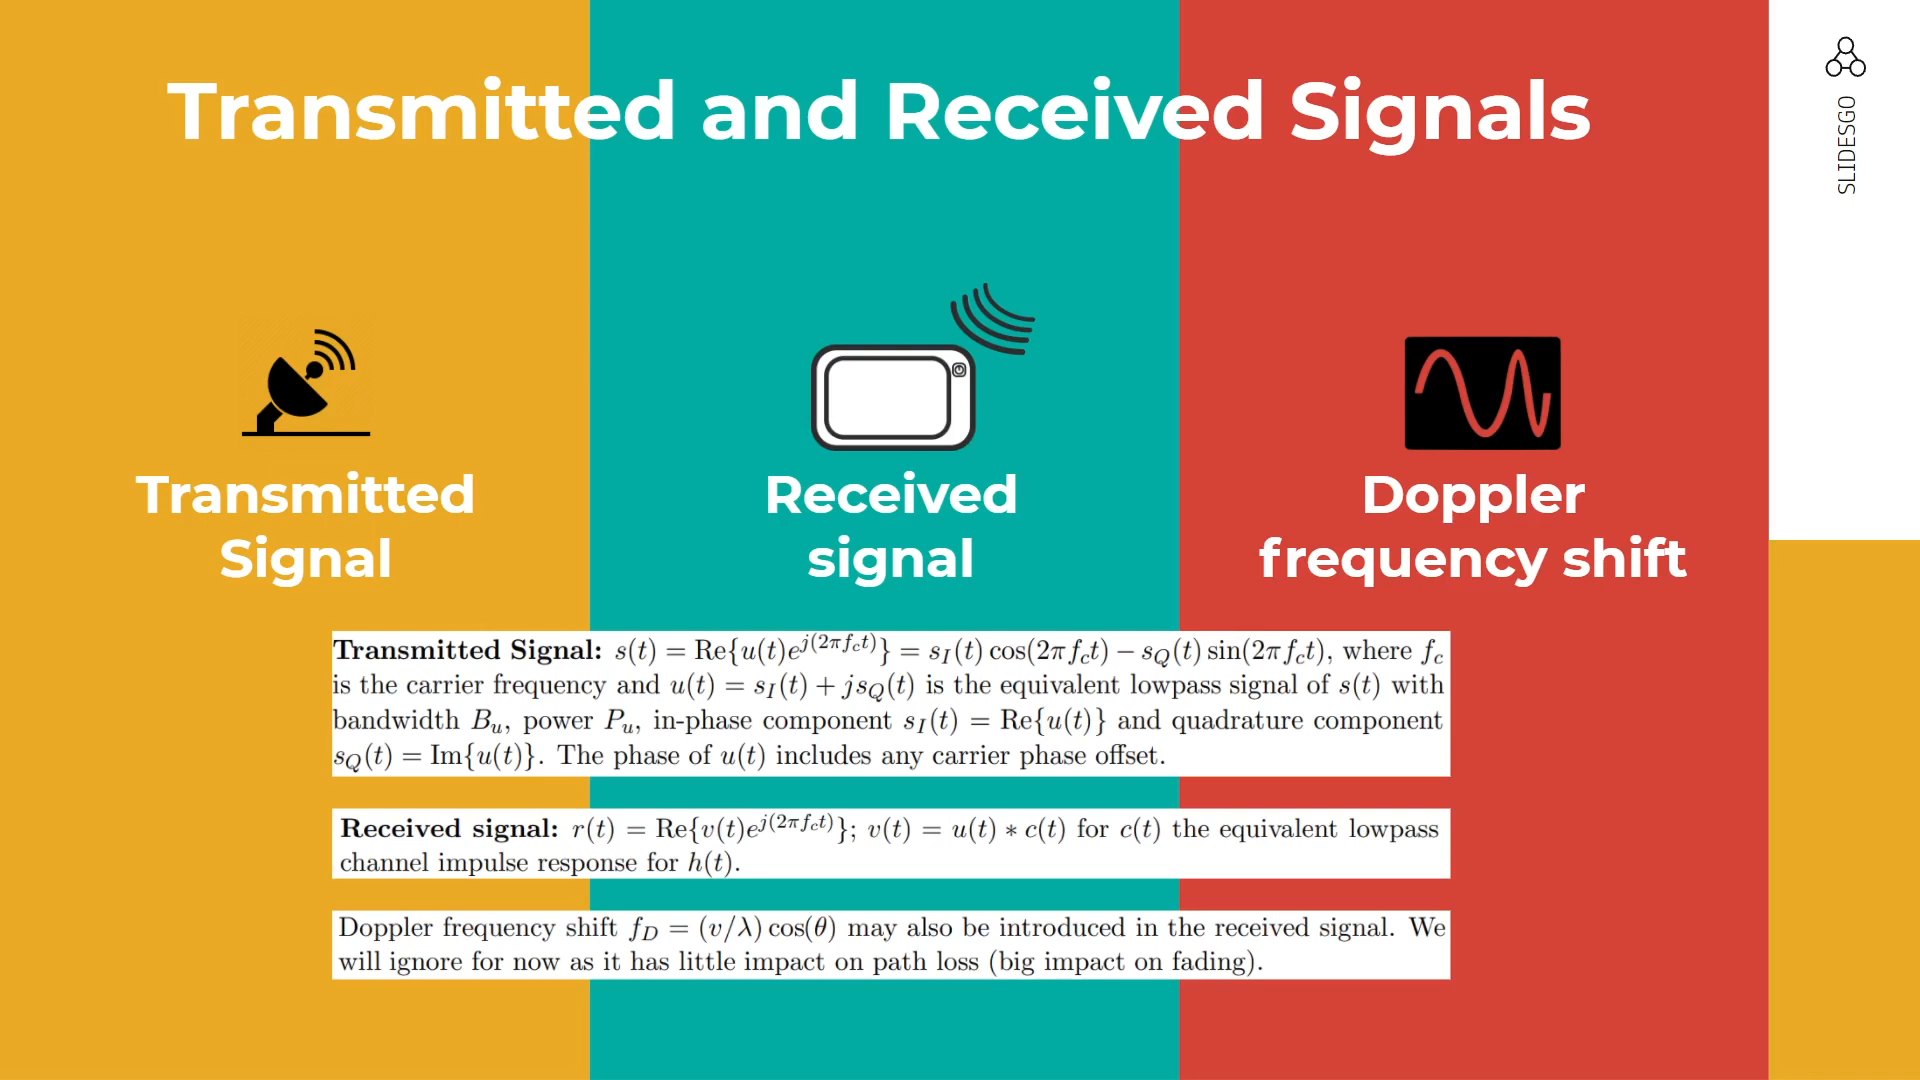 Transmitted and Received Signals
SLIDESGO
Transmitted
Signal
Received
signal
Doppler
frequency shift
Transmitted Signal: s(t) = Re{u(t)e^{j(2πf_c t)}} = s_I(t) cos(2πf_c t) − s_Q(t) sin(2πf_c t), where f_c
is the carrier frequency and u(t) = s_I(t) + js_Q(t) is the equivalent lowpass signal of s(t) with
bandwidth B_u, power P_u, in-phase component s_I(t) = Re{u(t)} and quadrature component
s_Q(t) = Im{u(t)}. The phase of u(t) includes any carrier phase offset.
Received signal: r(t) = Re{v(t)e^{j(2πf_c t)}}; v(t) = u(t) ∗ c(t) for c(t) the equivalent lowpass
channel impulse response for h(t).
Doppler frequency shift f_D = (v/λ) cos(θ) may also be introduced in the received signal. We
will ignore for now as it has little impact on path loss (big impact on fading).